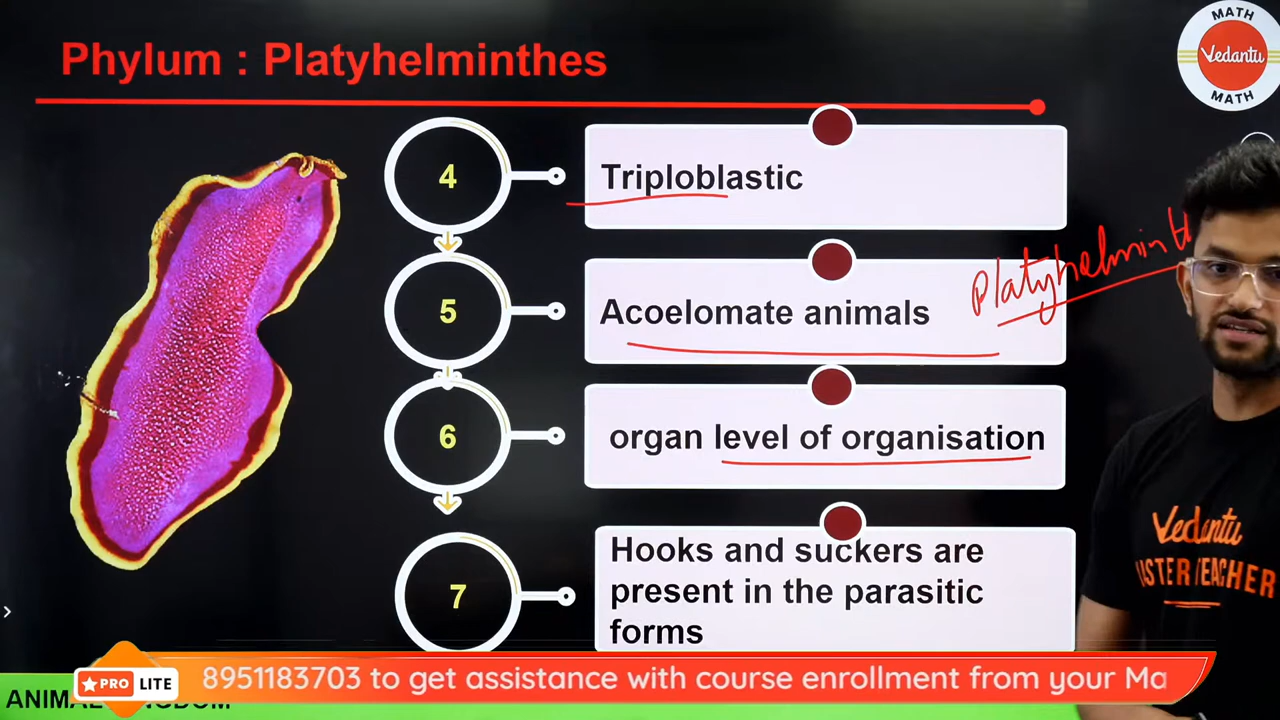 Phylum : Platyhelminthes
MATH
Vedantu
MATH
4
Triploblastic
5
Acoelomate animals
Platyhelminth
6
organ level of organisation
7
Hooks and suckers are
present in the parasitic
forms
Vedantu
PRO LITE
8951183703 to get assistance with course enrollment from your Ma